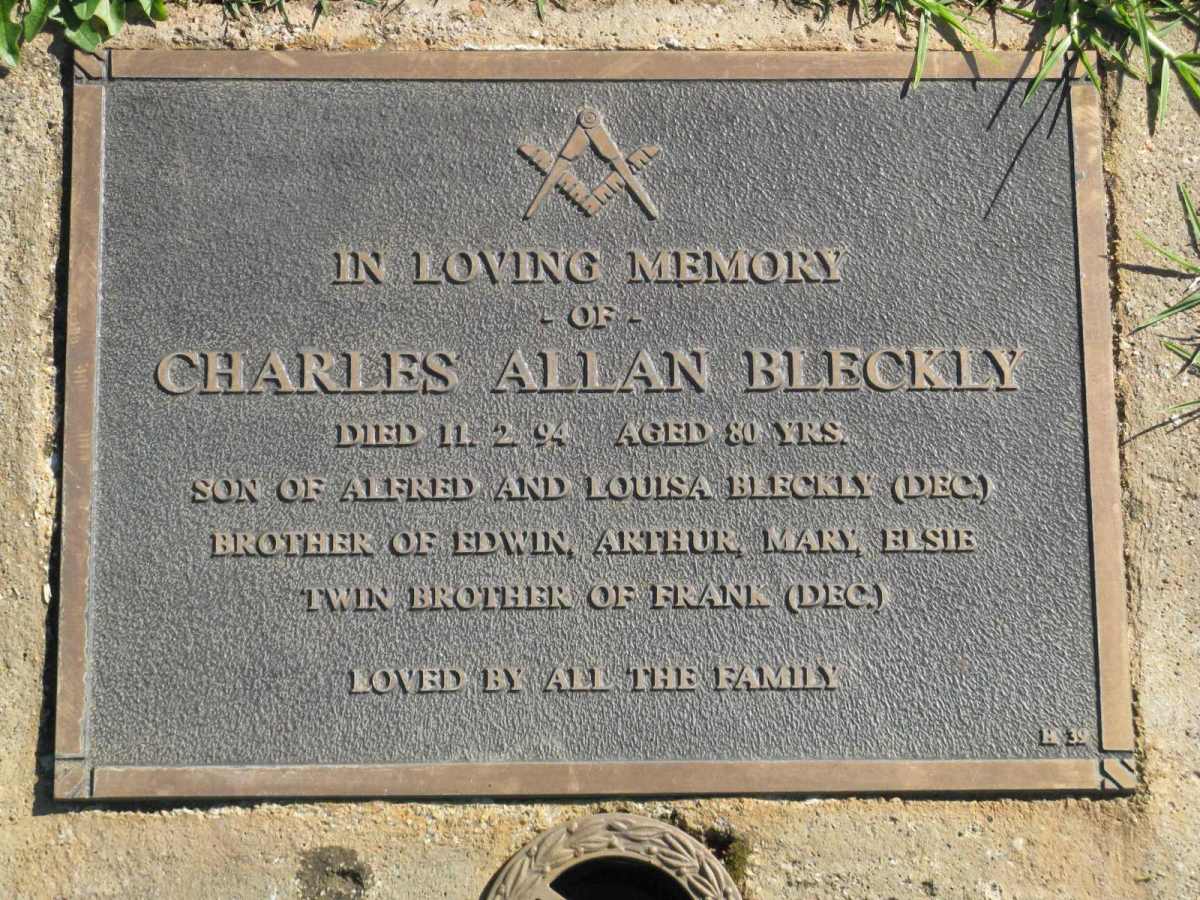 IN LOVING MEMORY
- OF -
CHARLES ALLAN BLECKLY
DIED 11. 2. 94 AGED 80 YRS.
SON OF ALFRED AND LOUISA BLECKLY (DEC.)
BROTHER OF EDWIN, ARTHUR, MARY, ELSIE
TWIN BROTHER OF FRANK (DEC.)
LOVED BY ALL THE FAMILY
39